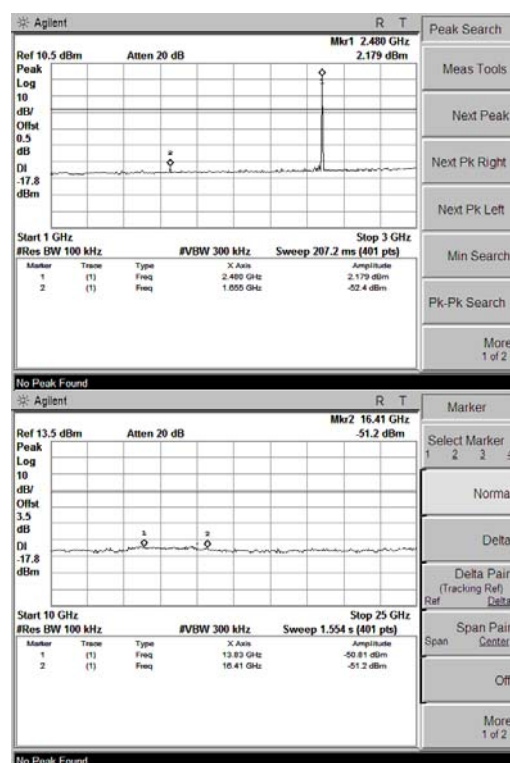 Agilent R T
Mkr1 2.480 GHz
Ref 10.5 dBm Atten 20 dB 2.179 dBm
Peak
Log
10
dB/
Offst
0.5
dB
DI
-17.8
dBm
1
2
Start 1 GHz Stop 3 GHz
#Res BW 100 kHz #VBW 300 kHz Sweep 207.2 ms (401 pts)
Marker Trace Type X Axis Amplitude
1 (1) Freq 2.480 GHz 2.179 dBm
2 (1) Freq 1.655 GHz -52.4 dBm
No Peak Found
Peak Search
Meas Tools
Next Peak
Next Pk Right
Next Pk Left
Min Search
Pk-Pk Search
More
1 of 2
Agilent R T
Mkr2 16.41 GHz
Ref 13.5 dBm Atten 20 dB -51.2 dBm
Peak
Log
10
dB/
Offst
3.5
dB
DI
-17.8
dBm
1 2
Start 10 GHz Stop 25 GHz
#Res BW 100 kHz #VBW 300 kHz Sweep 1.554 s (401 pts)
Marker Trace Type X Axis Amplitude
1 (1) Freq 13.83 GHz -50.81 dBm
2 (1) Freq 16.41 GHz -51.2 dBm
No Peak Found
Marker
Select Marker
1 2 3 4
Norma
Delta
Delta Pair
(Tracking Ref)
Ref Delta
Span Pair
Span Center
Off
More
1 of 2